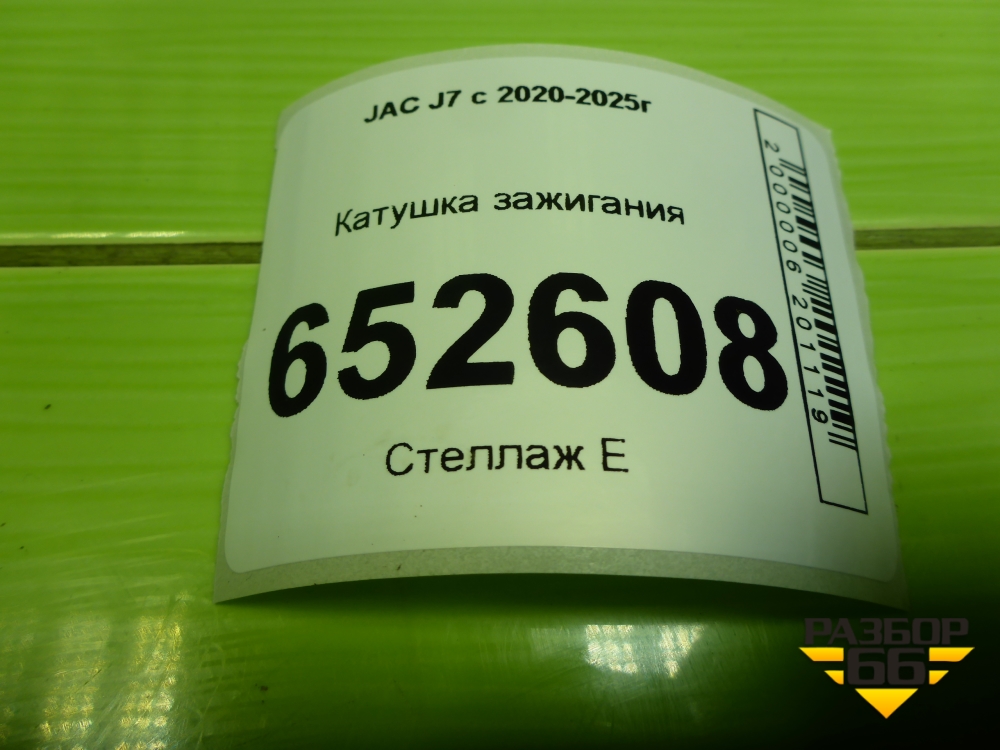 JAC J7 с 2020-2025г
Катушка зажигания
652608
Стеллаж Е
2000006201119
РАЗБОР
66